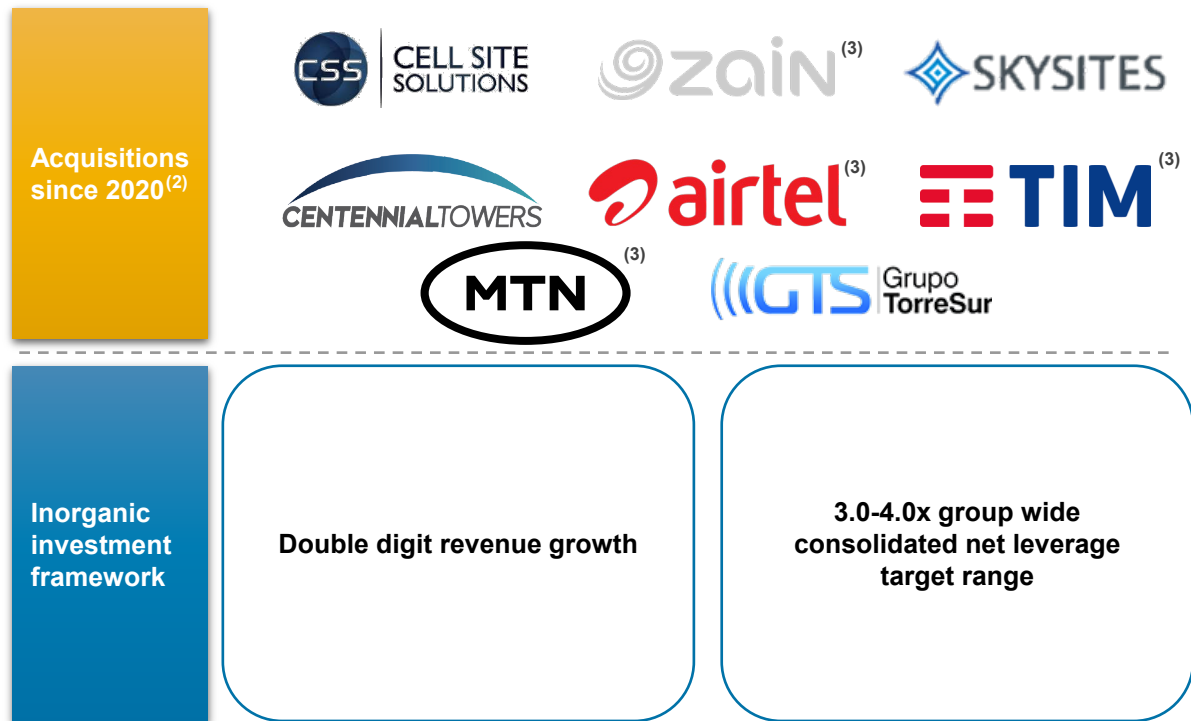 Acquisitions
since 2020(2)
CSS CELL SITE
SOLUTIONS
zain(3)
SKYSITES
CENTENNIALTOWERS
airtel(3)
TIM(3)
MTN(3)
GTS Grupo
TorreSur
Inorganic
investment
framework
Double digit revenue growth
3.0-4.0x group wide
consolidated net leverage
target range